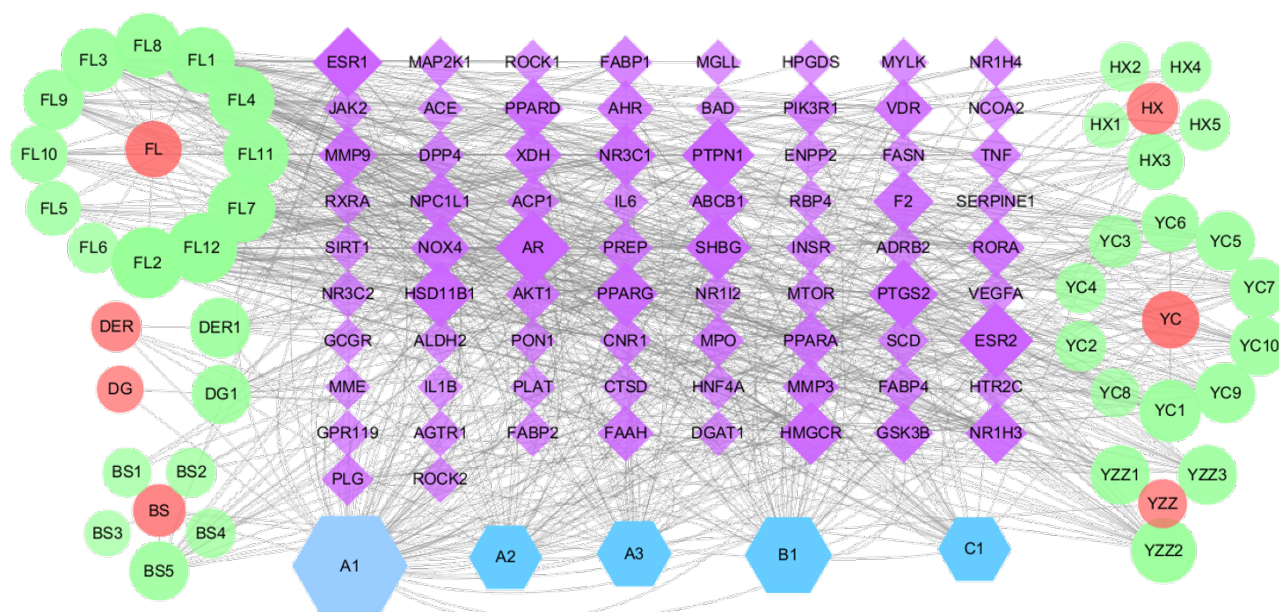 FL8
FL3 FL1
FL9 FL4
FL10 FL FL11
FL5 FL7
FL6 FL2 FL12
DER DER1
DG DG1
BS1 BS2
BS
BS3 BS4
BS5
ESR1 MAP2K1 ROCK1 FABP1 MGLL HPGDS MYLK NR1H4
JAK2 ACE PPARD AHR BAD PIK3R1 VDR NCOA2
MMP9 DPP4 XDH NR3C1 PTPN1 ENPP2 FASN TNF
RXRA NPC1L1 ACP1 IL6 ABCB1 RBP4 F2 SERPINE1
SIRT1 NOX4 AR PREP SHBG INSR ADRB2 RORA
NR3C2 HSD11B1 AKT1 PPARG NR1I2 MTOR PTGS2 VEGFA
GCGR ALDH2 PON1 CNR1 MPO PPARA SCD ESR2
MME IL1B PLAT CTSD HNF4A MMP3 FABP4 HTR2C
GPR119 AGTR1 FABP2 FAAH DGAT1 HMGCR GSK3B NR1H3
PLG ROCK2
A1 A2 A3 B1 C1
HX2 HX4
HX
HX1 HX5
HX3
YC6
YC3 YC5
YC4 YC7
YC
YC2 YC10
YC8 YC9
YC1
YZZ1 YZZ3
YZZ
YZZ2